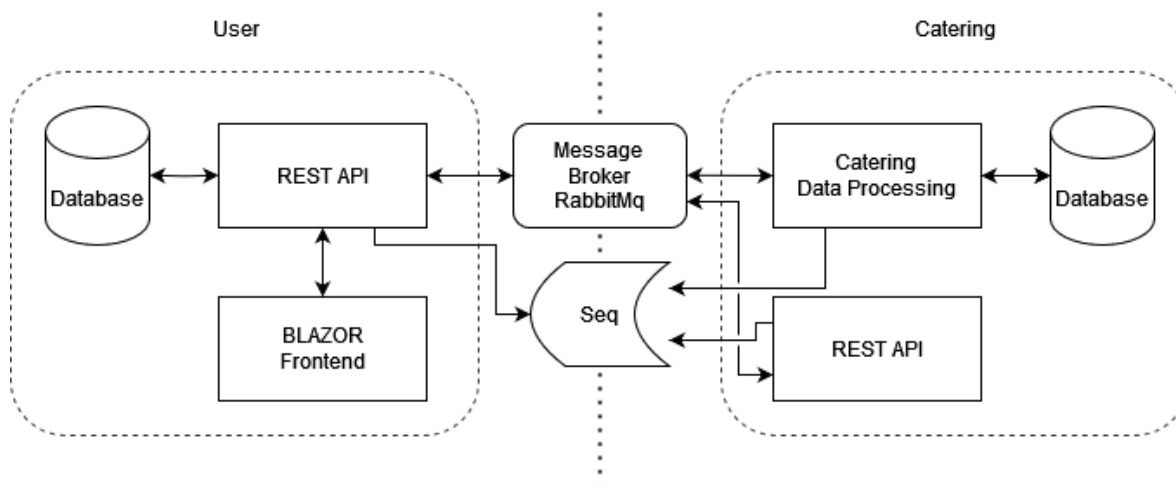 User
Catering
Database
REST API
Message
Broker
RabbitMq
Catering
Data Processing
Database
BLAZOR
Frontend
Seq
REST API